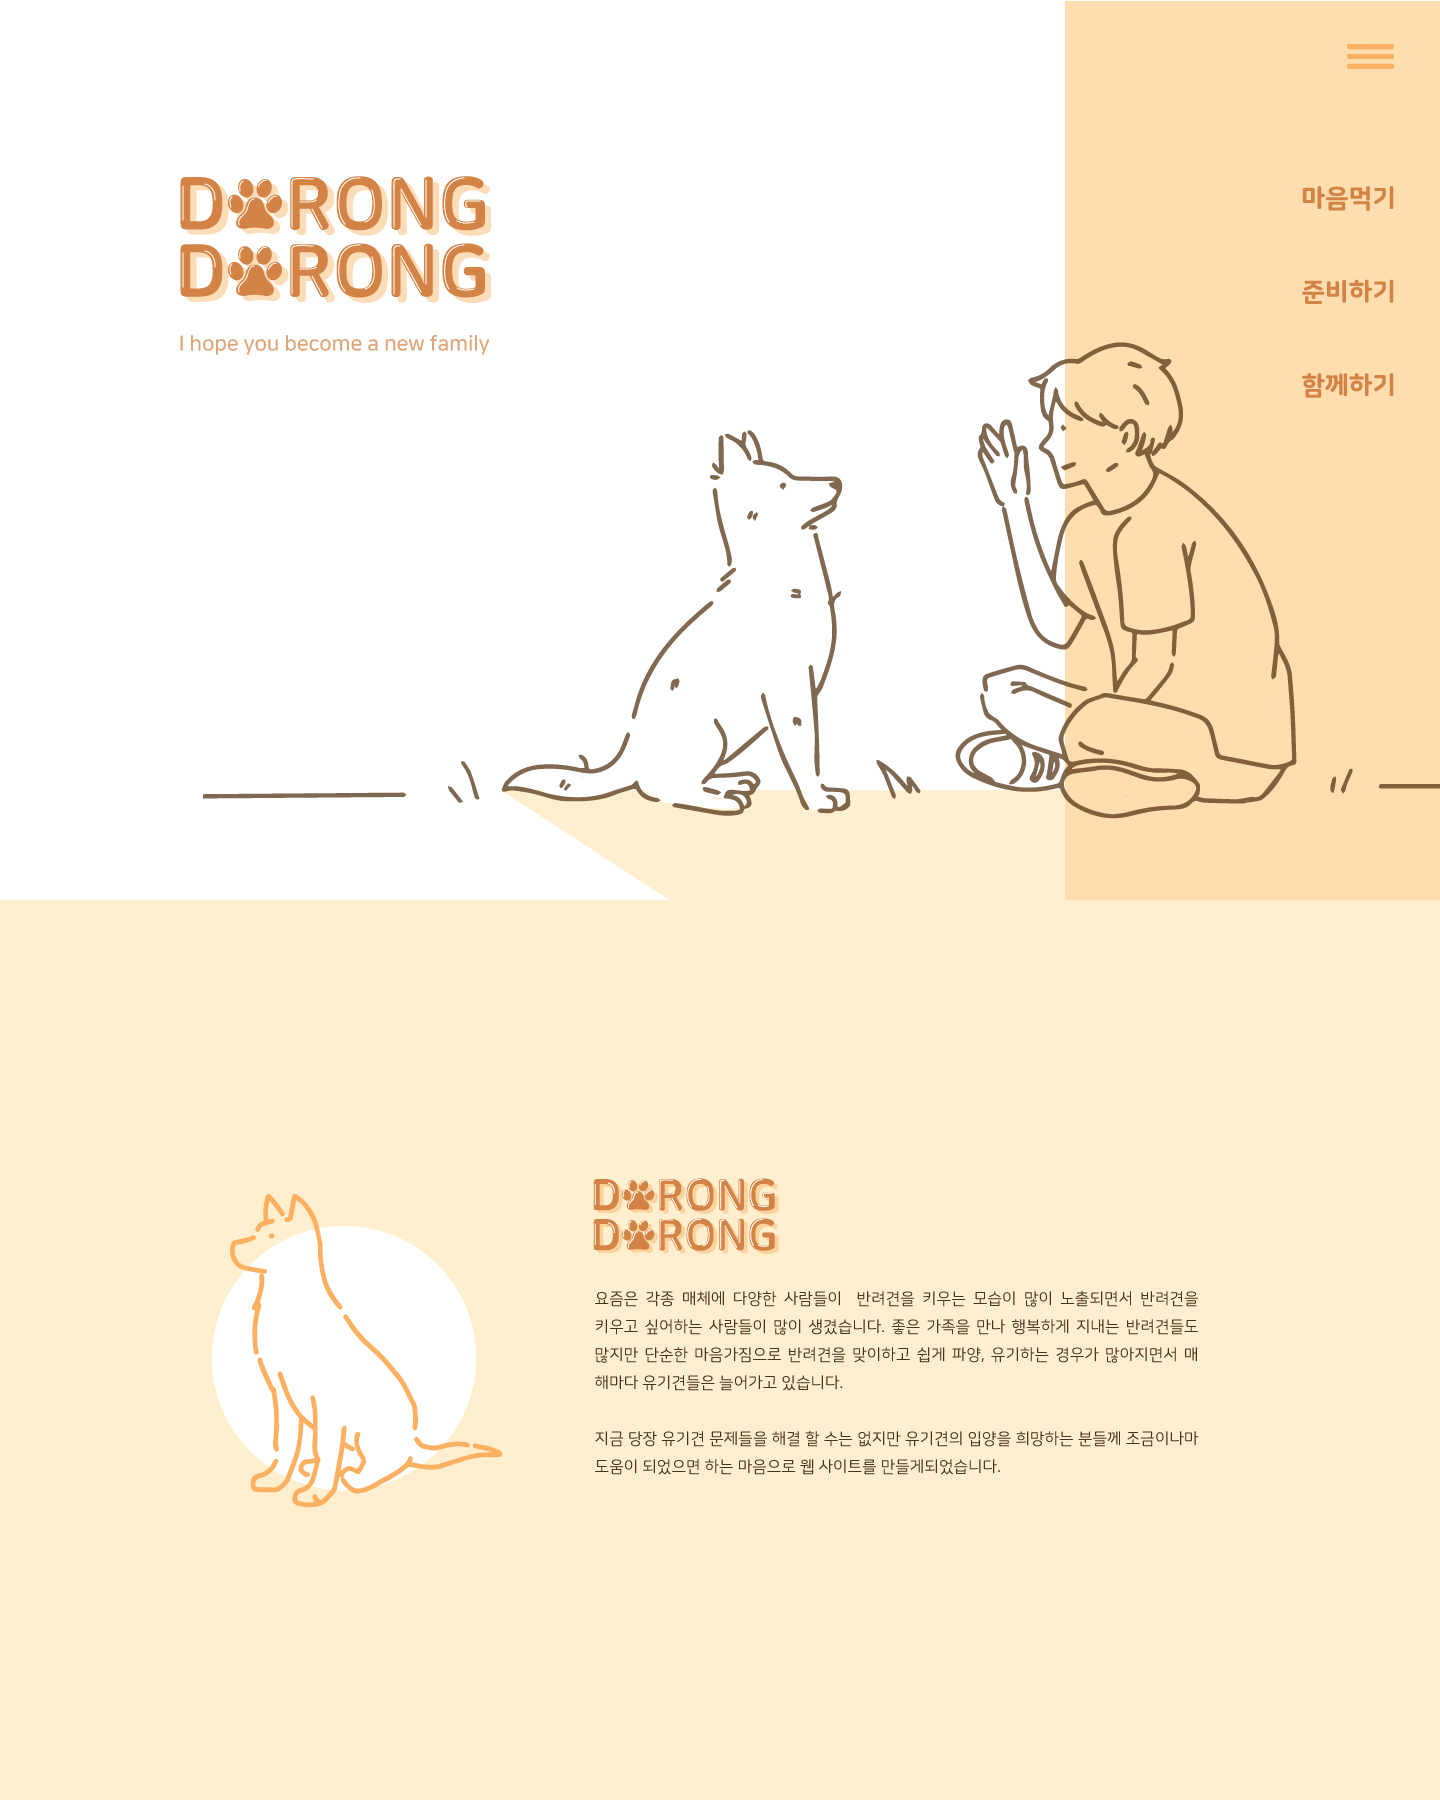 DORONG
DORONG
I hope you become a new family
마음먹기
준비하기
함께하기
DORONG
DORONG
요즘은 각종 매체에 다양한 사람들이 반려견을 키우는 모습이 많이 노출되면서 반려견을
키우고 싶어하는 사람들이 많이 생겼습니다. 좋은 가족을 만나 행복하게 지내는 반려견들도
많지만 단순한 마음가짐으로 반려견을 맞이하고 쉽게 파양, 유기하는 경우가 많아지면서 매
해마다 유기견들은 늘어가고 있습니다.
지금 당장 유기견 문제들을 해결 할 수는 없지만 유기견의 입양을 희망하는 분들께 조금이나마
도움이 되었으면 하는 마음으로 웹 사이트를 만들게되었습니다.